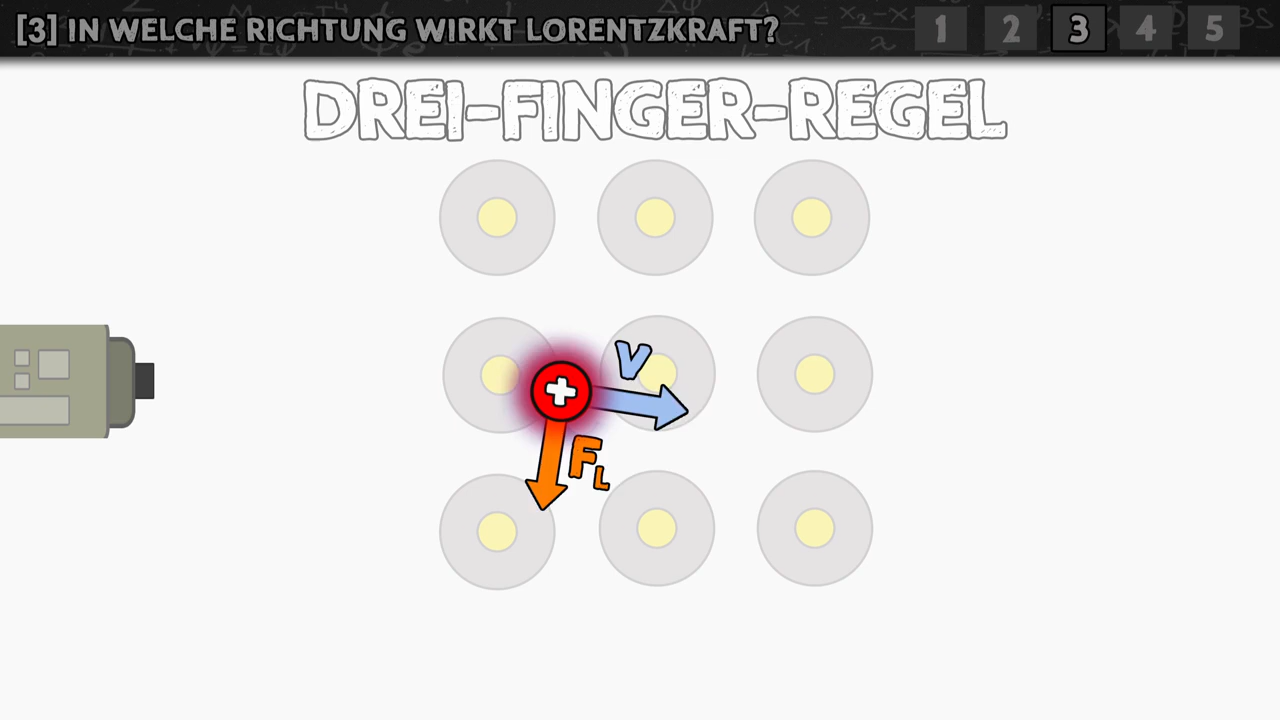 [3] IN WELCHE RICHTUNG WIRKT LORENTZKRAFT?
1 2 3 4 5
DREI-FINGER-REGEL
V
FL